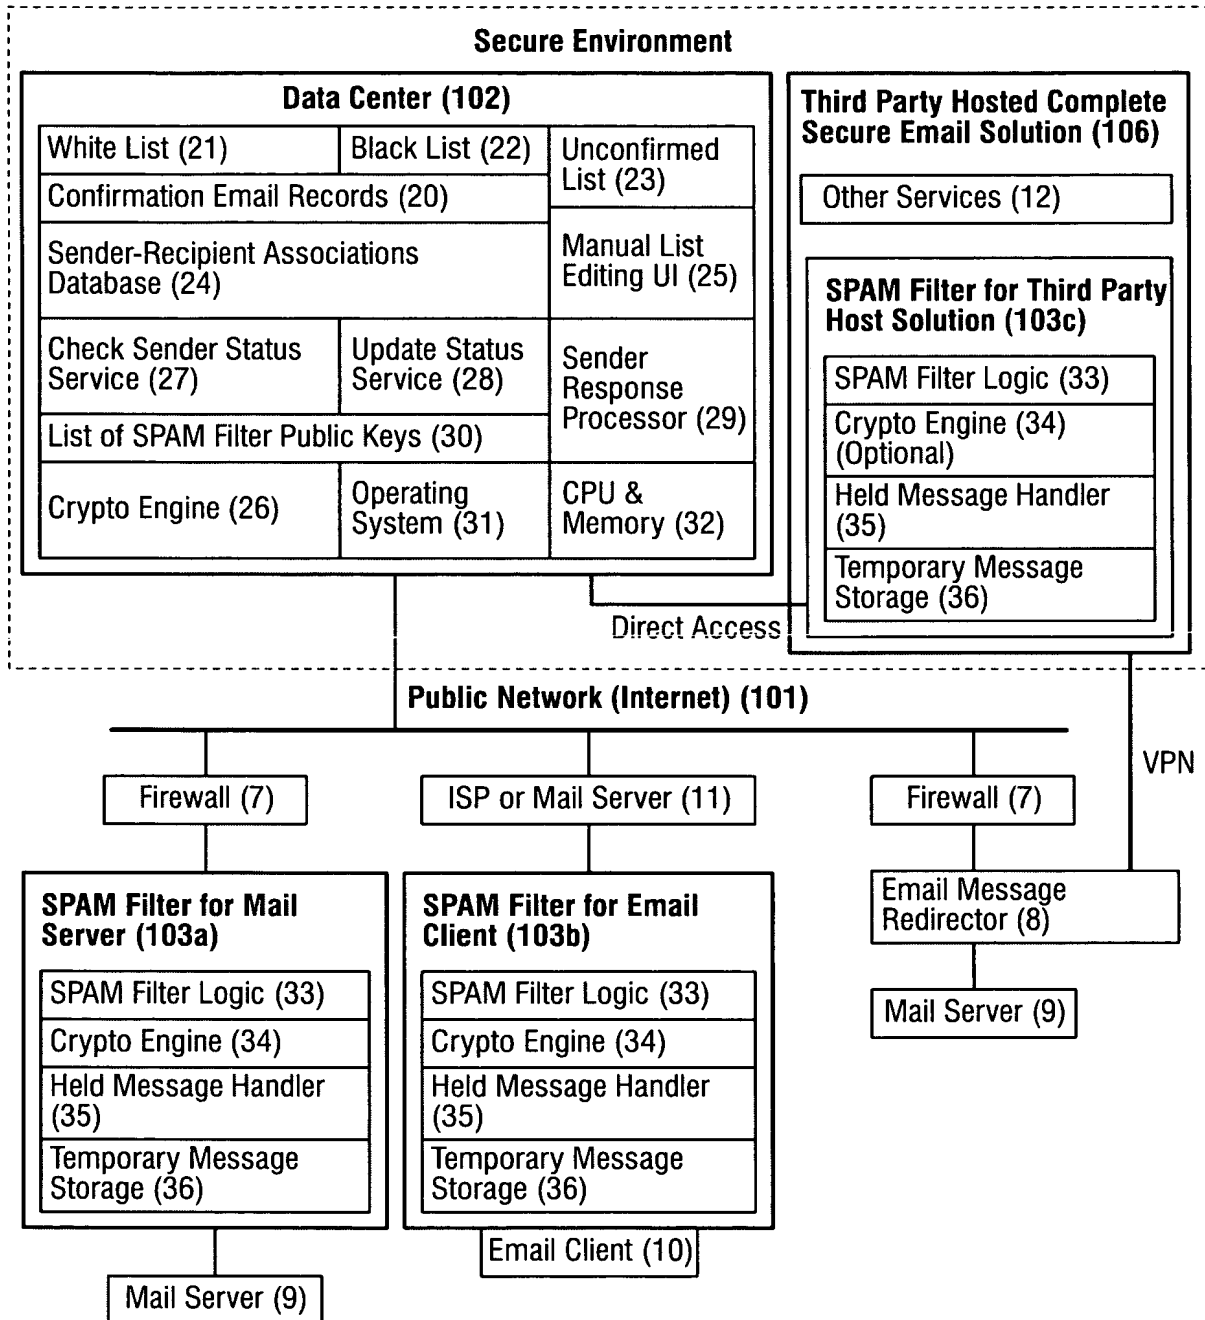 Secure Environment
Data Center (102)
White List (21)
Black List (22)
Unconfirmed
List (23)
Confirmation Email Records (20)
Sender-Recipient Associations
Database (24)
Manual List
Editing UI (25)
Check Sender Status
Service (27)
Update Status
Service (28)
Sender
Response
Processor (29)
List of SPAM Filter Public Keys (30)
Crypto Engine (26)
Operating
System (31)
CPU &
Memory (32)
Third Party Hosted Complete
Secure Email Solution (106)
Other Services (12)
SPAM Filter for Third Party
Host Solution (103c)
SPAM Filter Logic (33)
Crypto Engine (34)
(Optional)
Held Message Handler
(35)
Temporary Message
Storage (36)
Direct Access
Public Network (Internet) (101)
VPN
Firewall (7)
ISP or Mail Server (11)
Firewall (7)
SPAM Filter for Mail
Server (103a)
SPAM Filter Logic (33)
Crypto Engine (34)
Held Message Handler
(35)
Temporary Message
Storage (36)
Mail Server (9)
SPAM Filter for Email
Client (103b)
SPAM Filter Logic (33)
Crypto Engine (34)
Held Message Handler
(35)
Temporary Message
Storage (36)
Email Client (10)
Email Message
Redirector (8)
Mail Server (9)